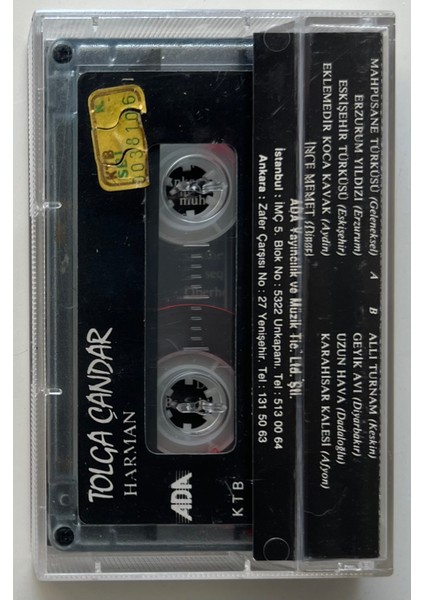 MAHPUSANE TÜRKÜSÜ (Geleneksel)
ERZURUM YILDIZI (Erzurum)
ESKİŞEHİR TÜRKÜSÜ (Eskişehir)
EKLEMEDİR KOCA KAVAK (Aydın)
İNCE MEMET
A
B
ALLI TURNAM (Keskin)
GEYİK AVI (Diyarbakır)
UZUN HAVA (Dadaloğlu)
KARAHİSAR KALESİ (Afyon)
ADA Yayıncılık ve Müzik Tic. Ltd. Şti.
İstanbul : İMÇ 5. Blok No : 5322 Unkapanı. Tel : 513 00 64
Ankara : Zafer Çarşısı No : 27 Yenişehir. Tel : 131 50 63
KTB
0038106
TOLGA ÇANDAR
HARMAN
ADA
KTB